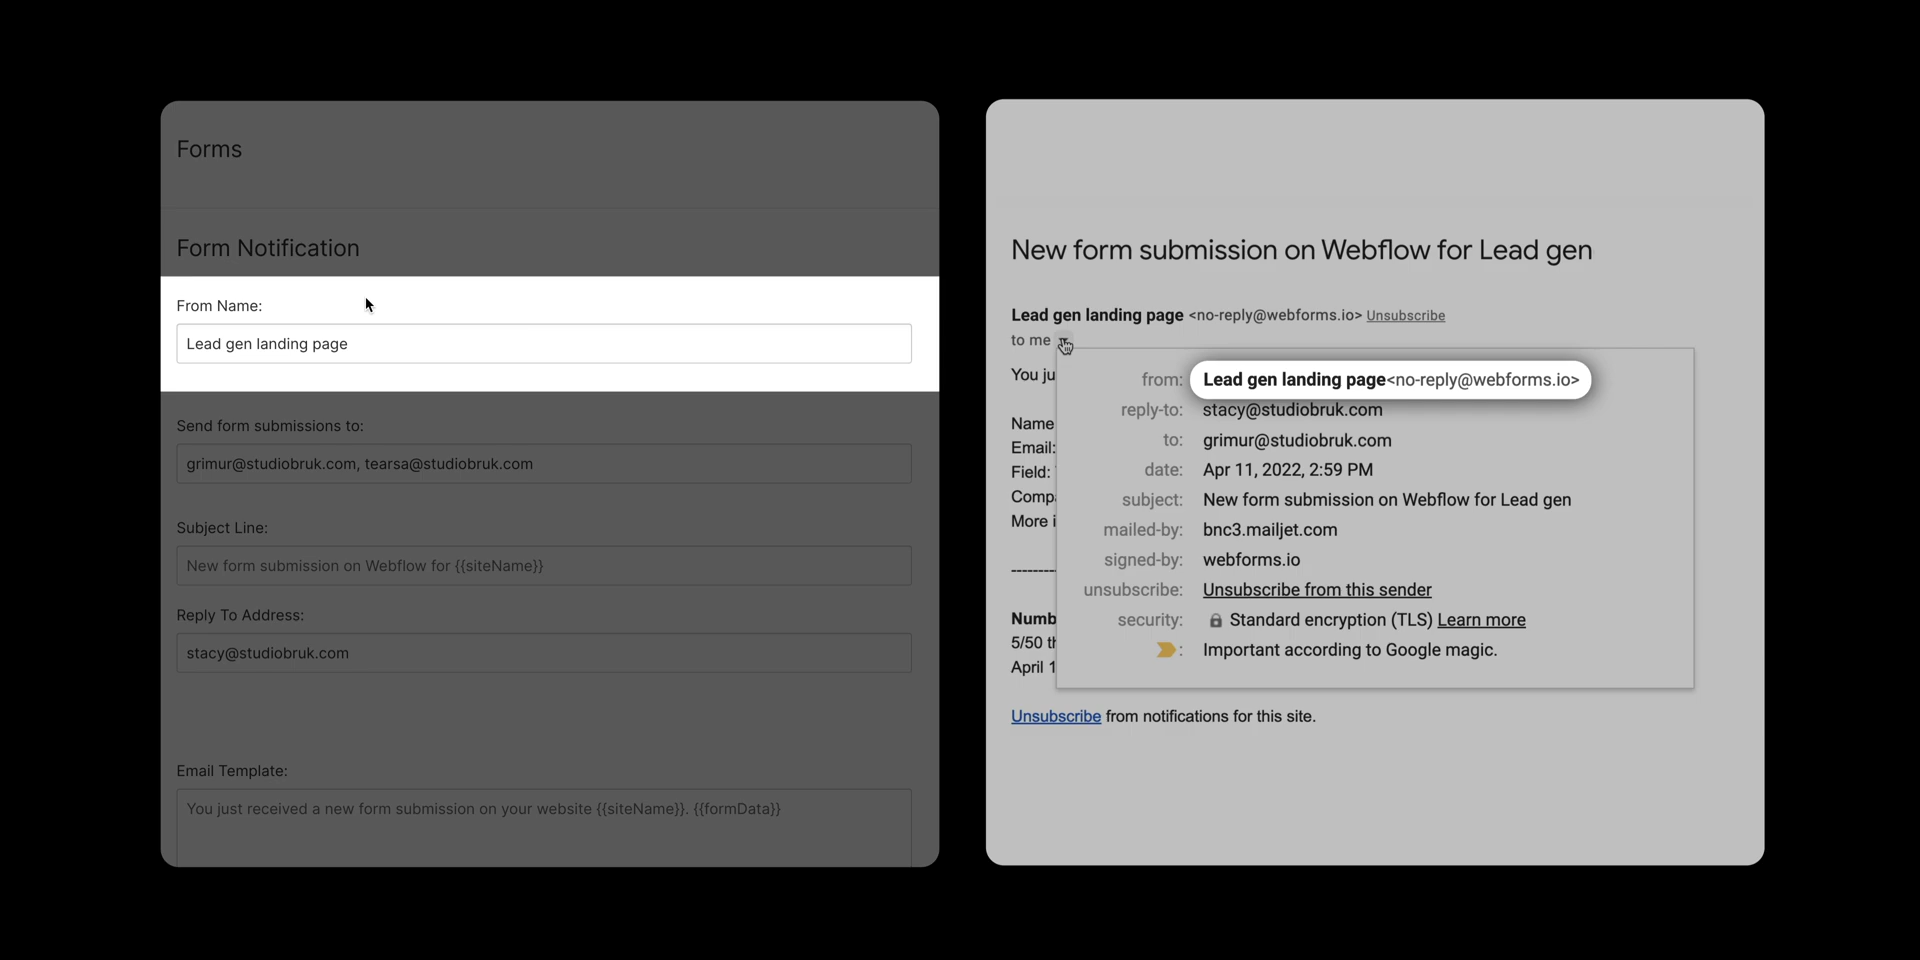 Forms
Form Notification
From Name:
Lead gen landing page
Send form submissions to:
grimur@studiobruk.com, tearsa@studiobruk.com
Subject Line:
New form submission on Webflow for {{siteName}}
Reply To Address:
stacy@studiobruk.com
Email Template:
You just received a new form submission on your website {{siteName}}. {{formData}}
New form submission on Webflow for Lead gen
Lead gen landing page <no-reply@webforms.io> Unsubscribe
to me
You ju
from: Lead gen landing page<no-reply@webforms.io>
reply-to: stacy@studiobruk.com
Name
to: grimur@studiobruk.com
Email:
date: Apr 11, 2022, 2:59 PM
Field:
Comp
subject: New form submission on Webflow for Lead gen
More i
mailed-by: bnc3.mailjet.com
signed-by: webforms.io
--------
unsubscribe: Unsubscribe from this sender
Numb
security: Standard encryption (TLS) Learn more
5/50 th
: Important according to Google magic.
April 1
Unsubscribe from notifications for this site.